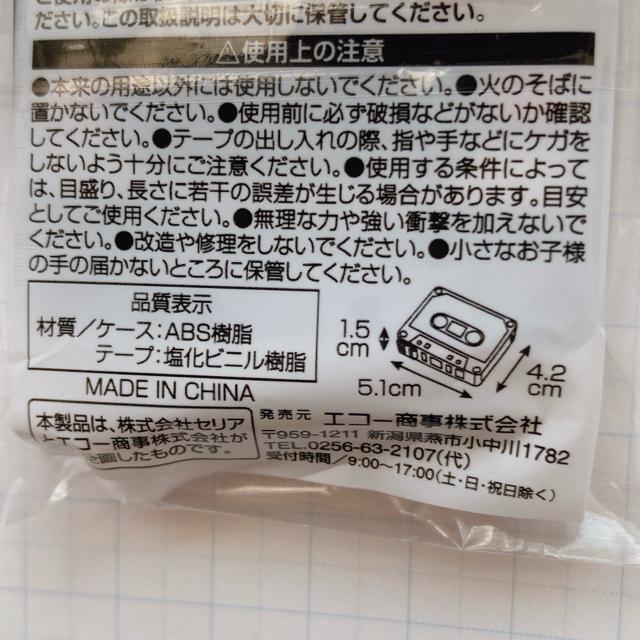 ださい。この取扱説明は大切に保管してください。
⚠使用上の注意
●本来の用途以外には使用しないでください。●火のそばに
置かないでください。●使用前に必ず破損などがないか確認
してください。●テープの出し入れの際、指や手などにケガを
しないよう十分にご注意ください。●使用する条件によって
は、目盛り、長さに若干の誤差が生じる場合があります。目安
としてご使用ください。●無理な力や強い衝撃を加えないで
ください。●改造や修理をしないでください。●小さなお子様
の手の届かないところに保管してください。
品質表示
材質/ケース:ABS樹脂
テープ:塩化ビニル樹脂
MADE IN CHINA
1.5
cm
5.1cm
4.2
cm
本製品は、株式会社セリア
とエコー商事株式会社が
企画したものです。
発売元 エコー商事株式会社
〒959-1211 新潟県燕市小中川1782
TEL.0256-63-2107(代)
受付時間/9:00~17:00(土・日・祝日除く)